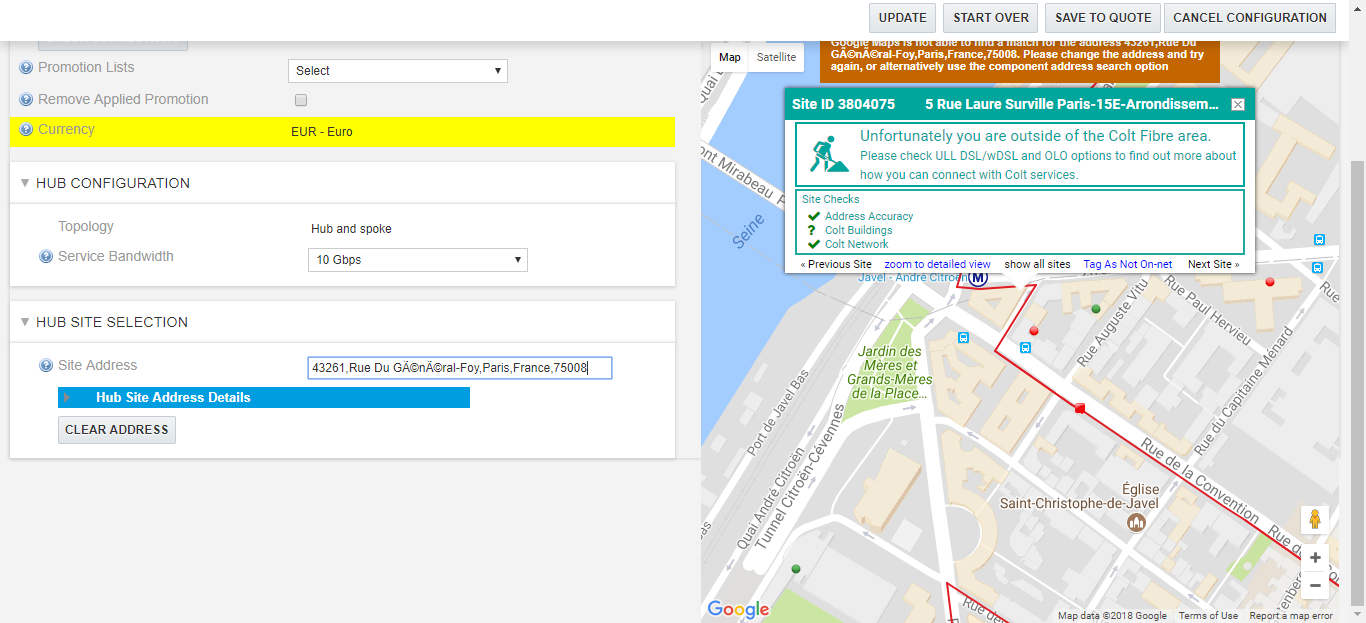 UPDATE
START OVER
SAVE TO QUOTE
CANCEL CONFIGURATION
Promotion Lists
Select
Remove Applied Promotion
Currency
EUR - Euro
HUB CONFIGURATION
Topology
Hub and spoke
Service Bandwidth
10 Gbps
HUB SITE SELECTION
Site Address
43261,Rue Du GÃ©nÃ©ral-Foy,Paris,France,75008
Hub Site Address Details
CLEAR ADDRESS
Map
Satellite
Google Maps is not able to find a match for the address 43261,Rue Du
GÃ©nÃ©ral-Foy,Paris,France,75008. Please change the address and try
again, or alternatively use the component address search option
Site ID 3804075
5 Rue Laure Surville Paris-15E-Arrondissem...
Unfortunately you are outside of the Colt Fibre area.
Please check ULL DSL/wDSL and OLO options to find out more about
how you can connect with Colt services.
Site Checks
Address Accuracy
? Colt Buildings
Colt Network
« Previous Site
zoom to detailed view
show all sites
Tag As Not On-net
Next Site »
Quai
ont Mirabeau
Seine
Javel - André Citroën
M
Jardin des
Mères et
Grands-Mères
de la Place...
Port de Javel Bas
Quai André Citroën
Tunnel Citroën-Cévennes
Rue Auguste Vitu
Rue Paul Hervieu
Rue du Capitaine Ménard
Rue de la Convention
Rue
Église
Saint-Christophe-de-Javel
Rue de
Rue de
+
−
Google
Map data ©2018 Google
Terms of Use
Report a map error